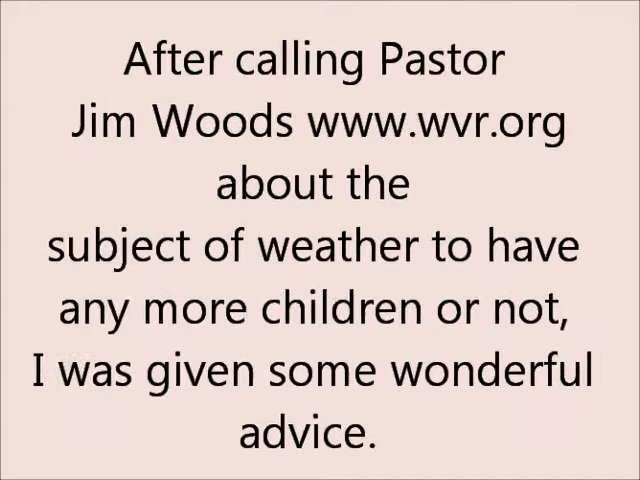 After calling Pastor
Jim Woods www.wvr.org
about the
subject of weather to have
any more children or not,
I was given some wonderful
advice.